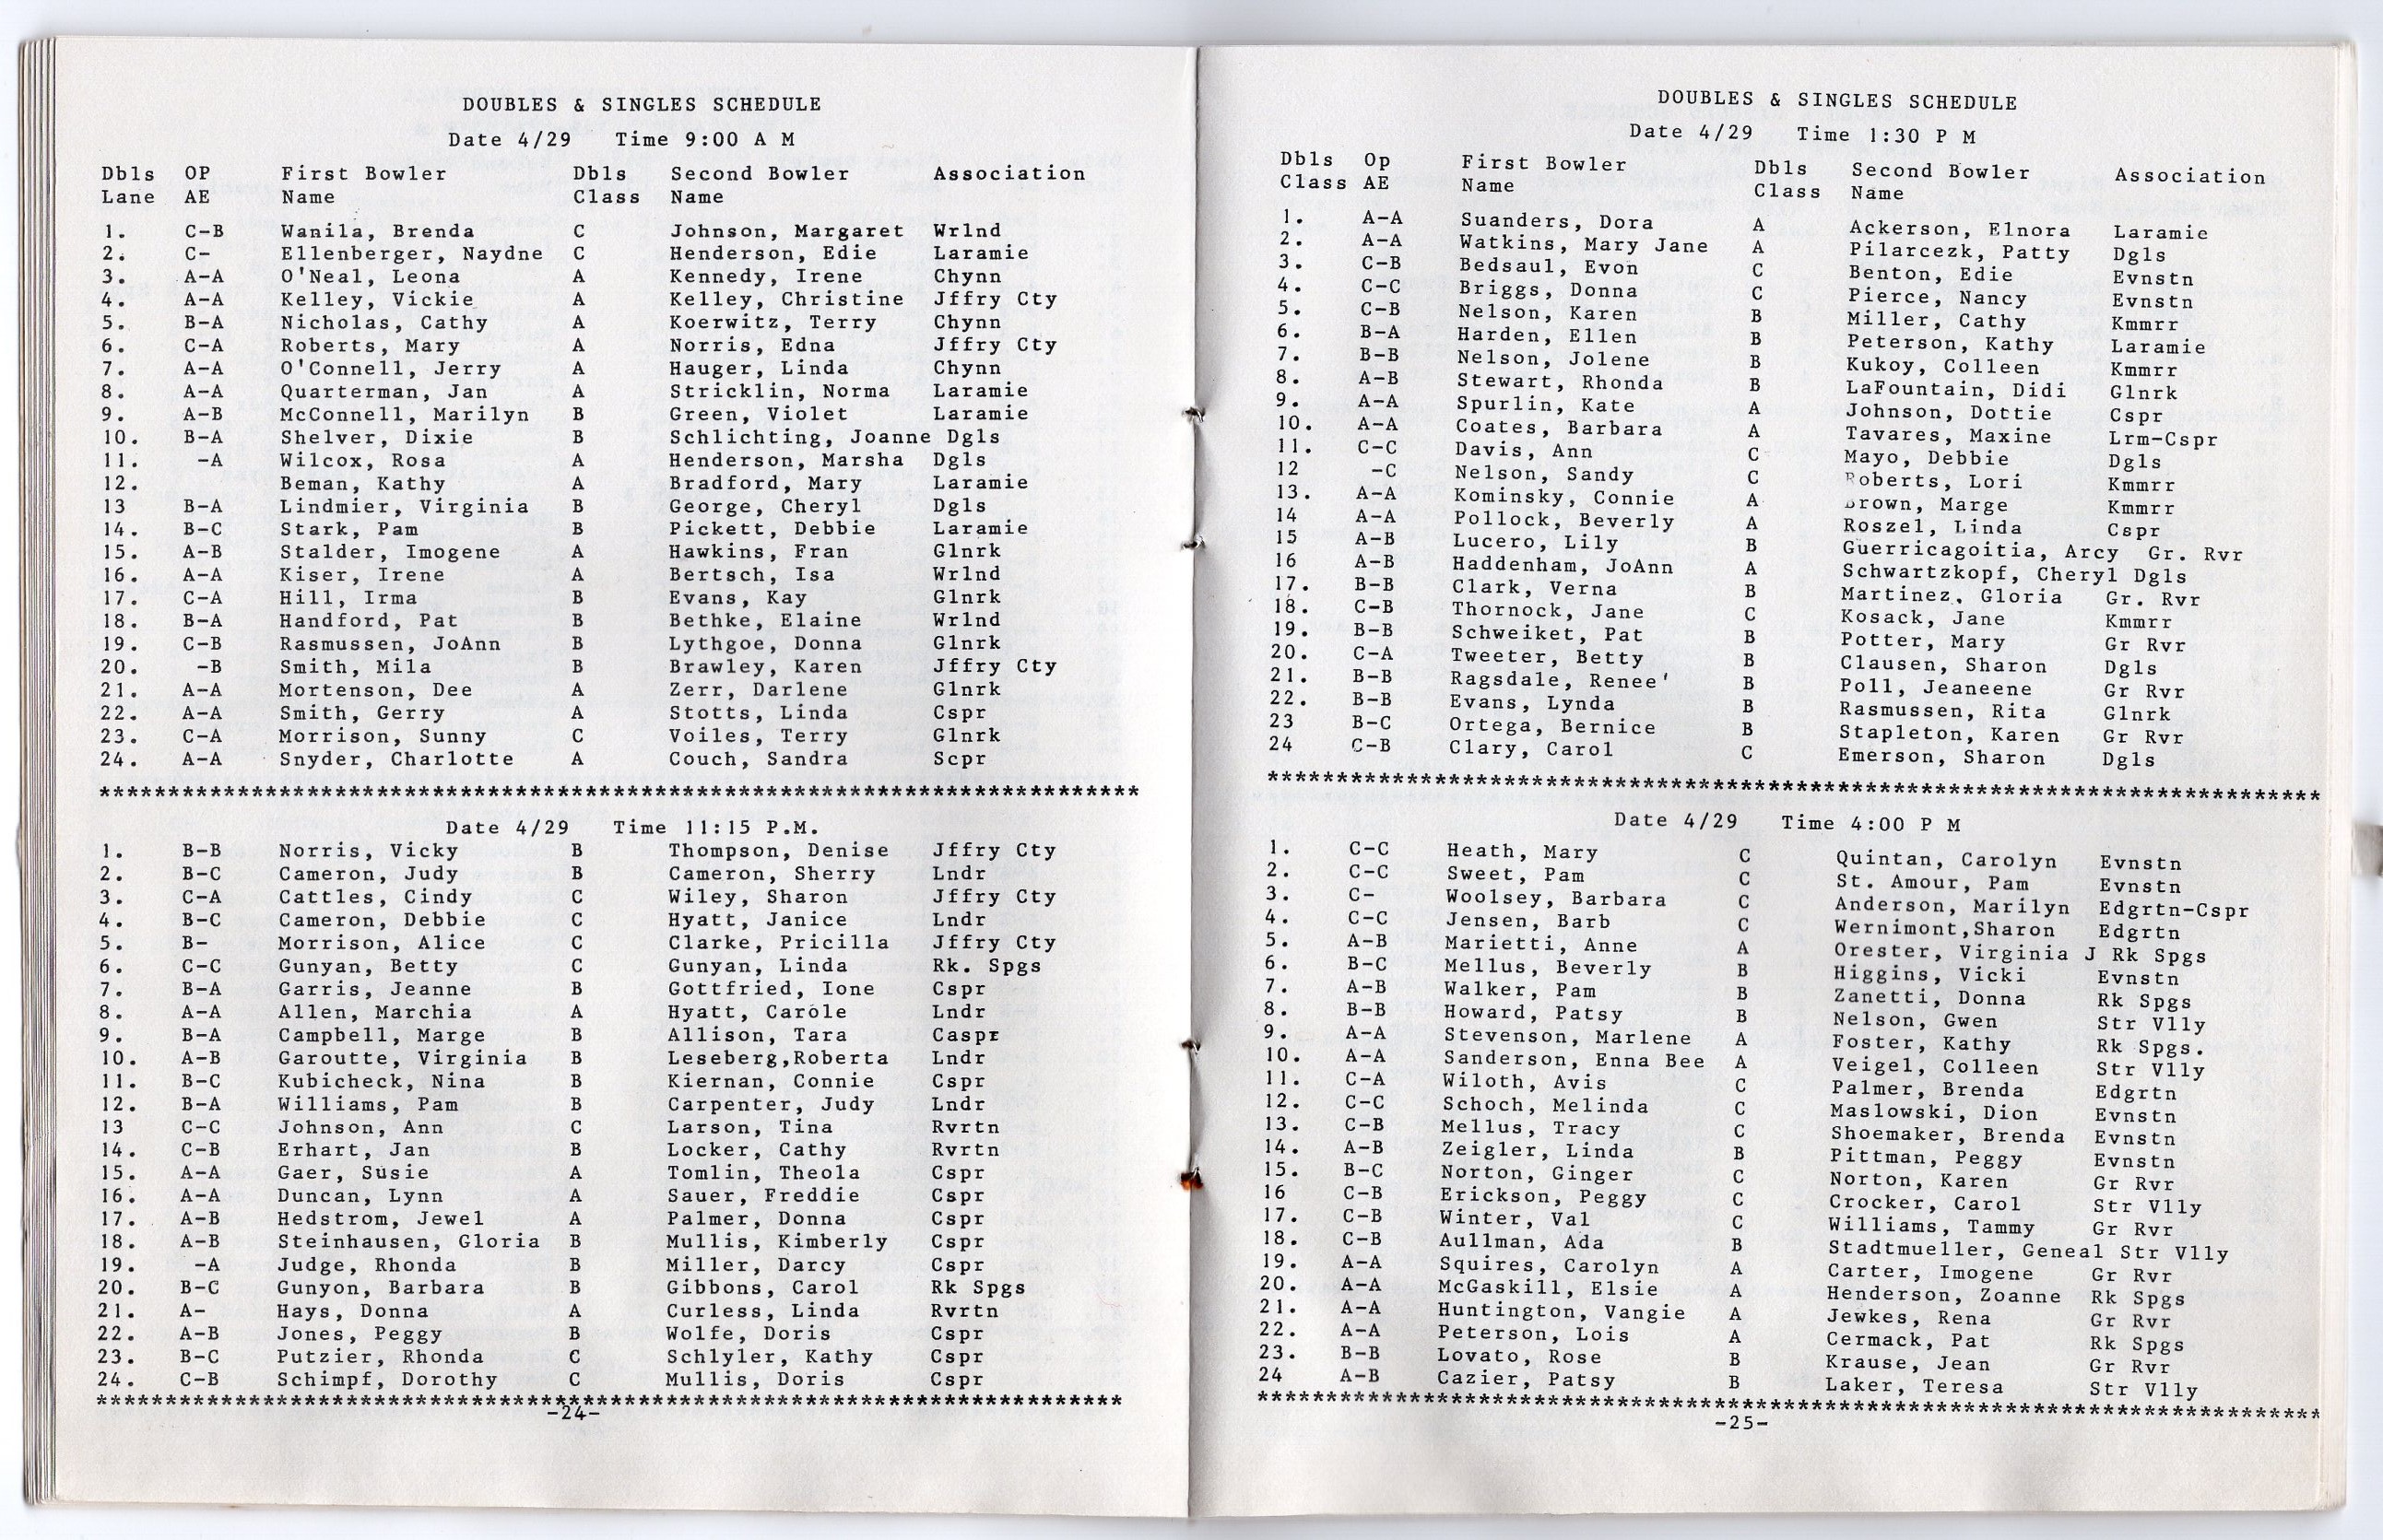 DOUBLES & SINGLES SCHEDULE
Date 4/29 Time 9:00 A M
Dbls OP First Bowler Dbls Second Bowler Association
Lane AE Name Class Name
1. C-B Wanila, Brenda C Johnson, Margaret Wrlnd
2. C- Ellenberger, Naydne C Henderson, Edie Laramie
3. A-A O'Neal, Leona A Kennedy, Irene Chynn
4. A-A Kelley, Vickie A Kelley, Christine Jffry Cty
5. B-A Nicholas, Cathy A Koerwitz, Terry Chynn
6. C-A Roberts, Mary A Norris, Edna Jffry Cty
7. A-A O'Connell, Jerry A Hauger, Linda Chynn
8. A-A Quarterman, Jan A Stricklin, Norma Laramie
9. A-B McConnell, Marilyn B Green, Violet Laramie
10. B-A Shelver, Dixie B Schlichting, Joanne Dgls
11. -A Wilcox, Rosa A Henderson, Marsha Dgls
12. Beman, Kathy A Bradford, Mary Laramie
13 B-A Lindmier, Virginia B George, Cheryl Dgls
14. B-C Stark, Pam B Pickett, Debbie Laramie
15. A-B Stalder, Imogene A Hawkins, Fran Glnrk
16. A-A Kiser, Irene A Bertsch, Isa Wrlnd
17. C-A Hill, Irma B Evans, Kay Glnrk
18. B-A Handford, Pat B Bethke, Elaine Wrlnd
19. C-B Rasmussen, JoAnn B Lythgoe, Donna Glnrk
20. -B Smith, Mila B Brawley, Karen Jffry Cty
21. A-A Mortenson, Dee A Zerr, Darlene Glnrk
22. A-A Smith, Gerry A Stotts, Linda Cspr
23. C-A Morrison, Sunny C Voiles, Terry Glnrk
24. A-A Snyder, Charlotte A Couch, Sandra Scpr
***************************************************************************
Date 4/29 Time 11:15 P.M.
1. B-B Norris, Vicky B Thompson, Denise Jffry Cty
2. B-C Cameron, Judy B Cameron, Sherry Lndr
3. C-A Cattles, Cindy C Wiley, Sharon Jffry Cty
4. B-C Cameron, Debbie C Hyatt, Janice Lndr
5. B- Morrison, Alice C Clarke, Pricilla Jffry Cty
6. C-C Gunyan, Betty C Gunyan, Linda Rk. Spgs
7. B-A Garris, Jeanne B Gottfried, Ione Cspr
8. A-A Allen, Marchia A Hyatt, Carole Lndr
9. B-A Campbell, Marge B Allison, Tara Caspr
10. A-B Garoutte, Virginia B Leseberg,Roberta Lndr
11. B-C Kubicheck, Nina B Kiernan, Connie Cspr
12. B-A Williams, Pam B Carpenter, Judy Lndr
13 C-C Johnson, Ann C Larson, Tina Rvrtn
14. C-B Erhart, Jan B Locker, Cathy Rvrtn
15. A-A Gaer, Susie A Tomlin, Theola Cspr
16. A-A Duncan, Lynn A Sauer, Freddie Cspr
17. A-B Hedstrom, Jewel A Palmer, Donna Cspr
18. A-B Steinhausen, Gloria B Mullis, Kimberly Cspr
19. -A Judge, Rhonda B Miller, Darcy Cspr
20. B-C Gunyon, Barbara B Gibbons, Carol Rk Spgs
21. A- Hays, Donna A Curless, Linda Rvrtn
22. A-B Jones, Peggy B Wolfe, Doris Cspr
23. B-C Putzier, Rhonda C Schlyler, Kathy Cspr
24. C-B Schimpf, Dorothy C Mullis, Doris Cspr
***************************************************************************
-24-
DOUBLES & SINGLES SCHEDULE
Date 4/29 Time 1:30 P M
Dbls Op First Bowler Dbls Second Bowler Association
Class AE Name Class Name
1. A-A Suanders, Dora A Ackerson, Elnora Laramie
2. A-A Watkins, Mary Jane A Pilarcezk, Patty Dgls
3. C-B Bedsaul, Evon C Benton, Edie Evnstn
4. C-C Briggs, Donna C Pierce, Nancy Evnstn
5. C-B Nelson, Karen B Miller, Cathy Kmmrr
6. B-A Harden, Ellen B Peterson, Kathy Laramie
7. B-B Nelson, Jolene B Kukoy, Colleen Kmmrr
8. A-B Stewart, Rhonda B LaFountain, Didi Glnrk
9. A-A Spurlin, Kate A Johnson, Dottie Cspr
10. A-A Coates, Barbara A Tavares, Maxine Lrm-Cspr
11. C-C Davis, Ann C Mayo, Debbie Dgls
12 -C Nelson, Sandy C Roberts, Lori Kmmrr
13. A-A Kominsky, Connie A Brown, Marge Kmmrr
14 A-A Pollock, Beverly A Roszel, Linda Cspr
15 A-B Lucero, Lily B Guerricagoitia, Arcy Gr. Rvr
16 A-B Haddenham, JoAnn A Schwartzkopf, Cheryl Dgls
17. B-B Clark, Verna B Martinez, Gloria Gr. Rvr
18. C-B Thornock, Jane C Kosack, Jane Kmmrr
19. B-B Schweiket, Pat B Potter, Mary Gr Rvr
20. C-A Tweeter, Betty B Clausen, Sharon Dgls
21. B-B Ragsdale, Renee' B Poll, Jeaneene Gr Rvr
22. B-B Evans, Lynda B Rasmussen, Rita Glnrk
23 B-C Ortega, Bernice B Stapleton, Karen Gr Rvr
24 C-B Clary, Carol C Emerson, Sharon Dgls
***************************************************************************
Date 4/29 Time 4:00 P M
1. C-C Heath, Mary C Quintan, Carolyn Evnstn
2. C-C Sweet, Pam C St. Amour, Pam Evnstn
3. C- Woolsey, Barbara C Anderson, Marilyn Edgrtn-Cspr
4. C-C Jensen, Barb C Wernimont,Sharon Edgrtn
5. A-B Marietti, Anne A Orester, Virginia J Rk Spgs
6. B-C Mellus, Beverly B Higgins, Vicki Evnstn
7. A-B Walker, Pam B Zanetti, Donna Rk Spgs
8. B-B Howard, Patsy B Nelson, Gwen Str Vlly
9. A-A Stevenson, Marlene A Foster, Kathy Rk Spgs.
10. A-A Sanderson, Enna Bee A Veigel, Colleen Str Vlly
11. C-A Wiloth, Avis C Palmer, Brenda Edgrtn
12. C-C Schoch, Melinda C Maslowski, Dion Evnstn
13. C-B Mellus, Tracy C Shoemaker, Brenda Evnstn
14. A-B Zeigler, Linda B Pittman, Peggy Evnstn
15. B-C Norton, Ginger C Norton, Karen Gr Rvr
16 C-B Erickson, Peggy C Crocker, Carol Str Vlly
17. C-B Winter, Val C Williams, Tammy Gr Rvr
18. C-B Aullman, Ada B Stadtmueller, Geneal Str Vlly
19. A-A Squires, Carolyn A Carter, Imogene Gr Rvr
20. A-A McGaskill, Elsie A Henderson, Zoanne Rk Spgs
21. A-A Huntington, Vangie A Jewkes, Rena Gr Rvr
22. A-A Peterson, Lois A Cermack, Pat Rk Spgs
23. B-B Lovato, Rose B Krause, Jean Gr Rvr
24 A-B Cazier, Patsy B Laker, Teresa Str Vlly
***************************************************************************
-25-